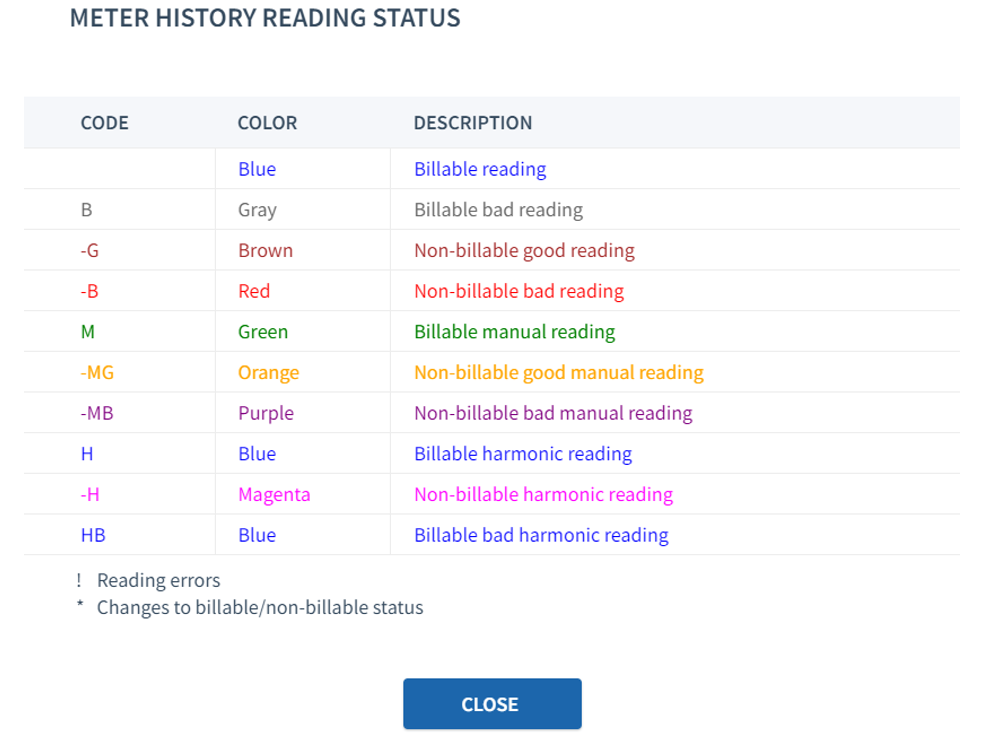 METER HISTORY READING STATUS
CODE COLOR DESCRIPTION
Blue Billable reading
B Gray Billable bad reading
-G Brown Non-billable good reading
-B Red Non-billable bad reading
M Green Billable manual reading
-MG Orange Non-billable good manual reading
-MB Purple Non-billable bad manual reading
H Blue Billable harmonic reading
-H Magenta Non-billable harmonic reading
HB Blue Billable bad harmonic reading
! Reading errors
* Changes to billable/non-billable status
CLOSE